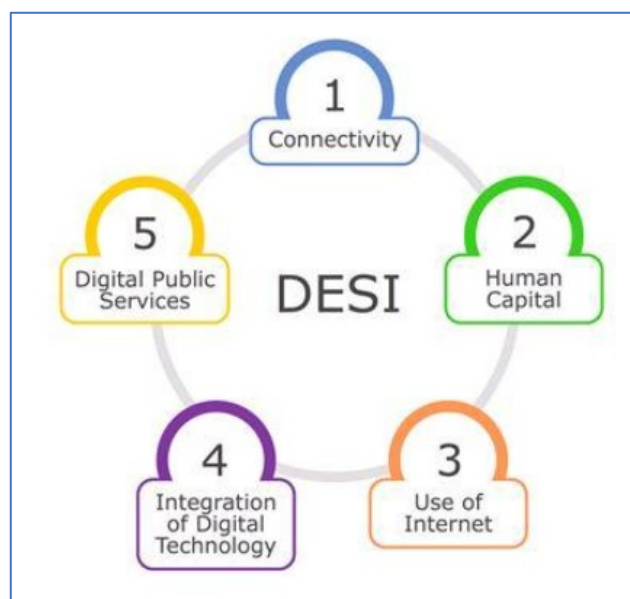 1
Connectivity
2
Human
Capital
3
Use of
Internet
4
Integration
of Digital
Technology
5
Digital Public
Services
DESI